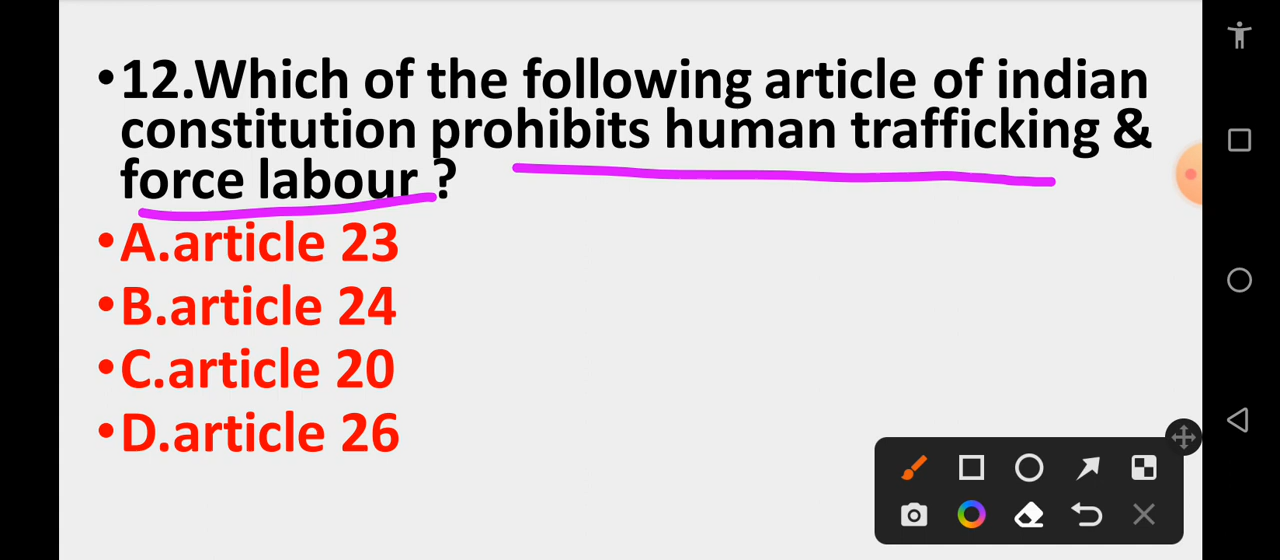 •12.Which of the following article of indian
constitution prohibits human trafficking &
force labour ?
•A.article 23
•B.article 24
•C.article 20
•D.article 26